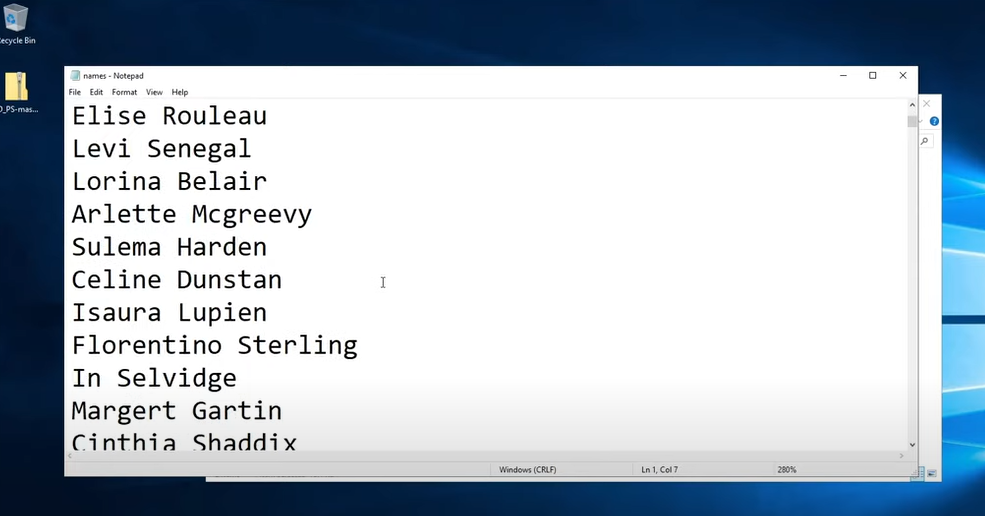 Recycle Bin
D_PS-mas...
names - Notepad
File Edit Format View Help
Elise Rouleau
Levi Senegal
Lorina Belair
Arlette Mcgreevy
Sulema Harden
Celine Dunstan
Isaura Lupien
Florentino Sterling
In Selvidge
Margert Gartin
Cinthia Shaddix
Windows (CRLF) Ln 1, Col 7 280%